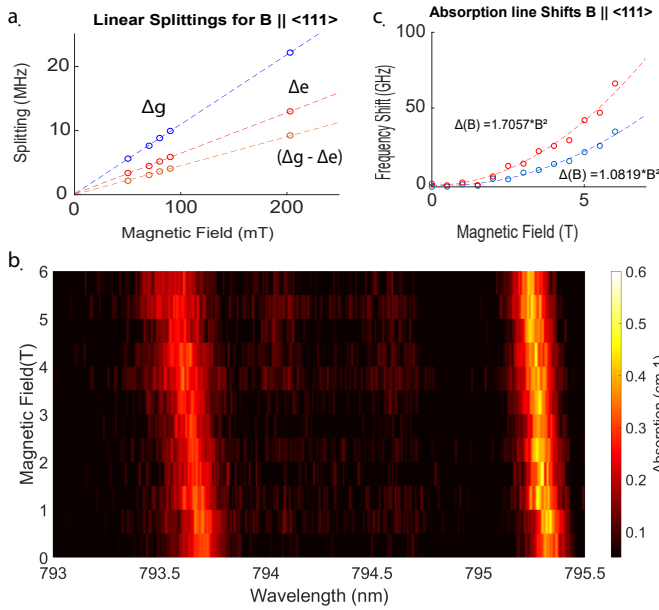 a.
Linear Splittings for B || <111>
Splitting (MHz)
20
10
0
Δg
Δe
(Δg - Δe)
0
100
200
Magnetic Field (mT)
c.
Absorption line Shifts B || <111>
Frequency Shift (GHz)
100
50
0
Δ(B) =1.7057*B²
Δ(B) =1.0819*B²
0
5
Magnetic Field (T)
b.
Magnetic Field(T)
6
5
4
3
2
1
0
793
793.5
794
794.5
795
795.5
Wavelength (nm)
0.6
0.5
0.4
0.3
0.2
0.1
Absorption (cm-1)